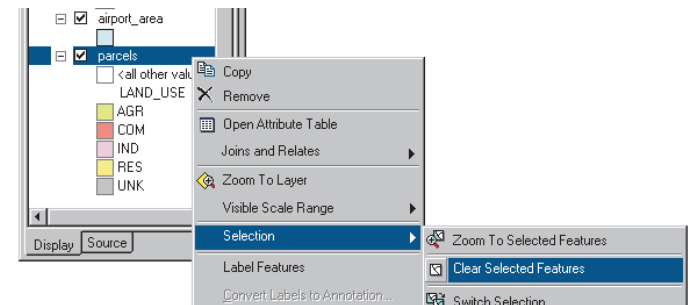 airport_area
parcels
<all other valu
LAND_USE
AGR
COM
IND
RES
UNK
Display Source
Copy
Remove
Open Attribute Table
Joins and Relates
Zoom To Layer
Visible Scale Range
Selection
Label Features
Convert Labels to Annotation...
Zoom To Selected Features
Clear Selected Features
Switch Selection